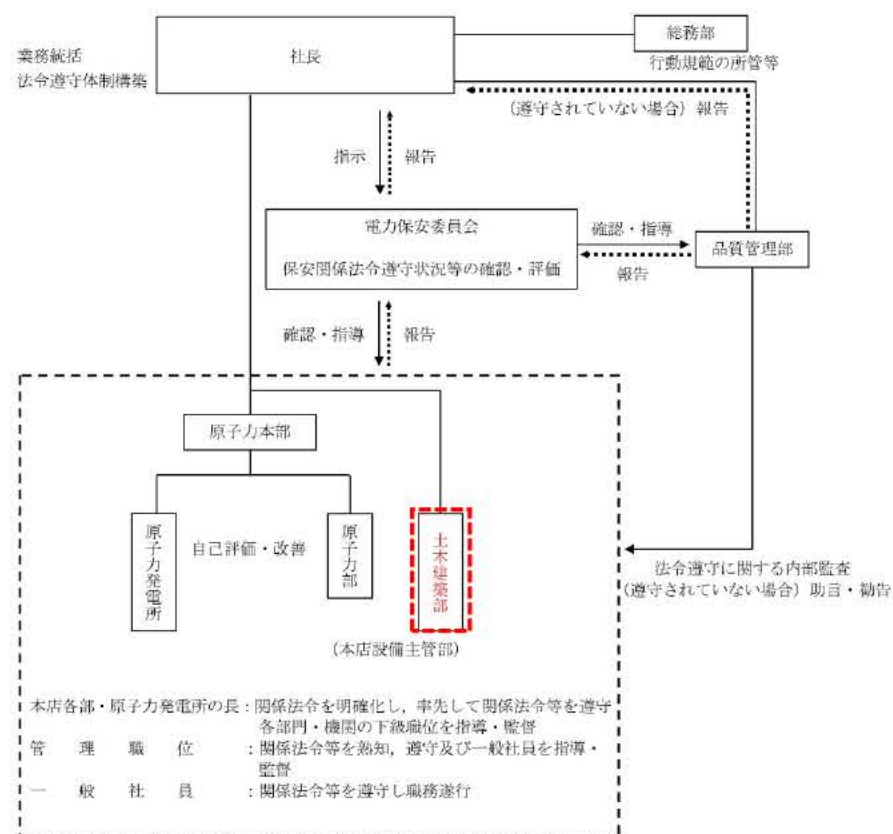 総務部
業務統括
社長
行動規範の所管等
法令遵守体制構築
(遵守されていない場合) 報告
指示
報告
電力保安委員会
確認・指導
品質管理部
保安関係法令遵守状況等の確認・評価
報告
確認・指導
報告
原子力本部
原子力発電所
自己評価・改善
原子力部
土木建築部
法令遵守に関する内部監査
(遵守されていない場合) 助言・勧告
(本店設備主管部)
本店各部・原子力発電所の長:関係法令を明確化し，率先して関係法令等を遵守
各部門・機関の下級職位を指導・監督
管理職位:関係法令等を熟知，遵守及び一般社員を指導・
監督
一般社員:関係法令等を遵守し職務遂行